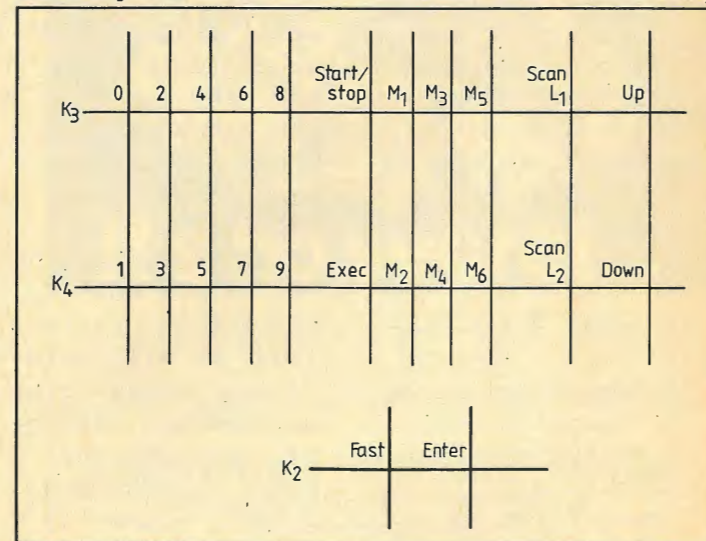 Start/ Scan
0 2 4 6 8 stop M₁ M₃ M₅ L₁ Up
K₃
Scan
1 3 5 7 9 Exec M₂ M₄ M₆ L₂ Down
K₄
Fast Enter
K₂